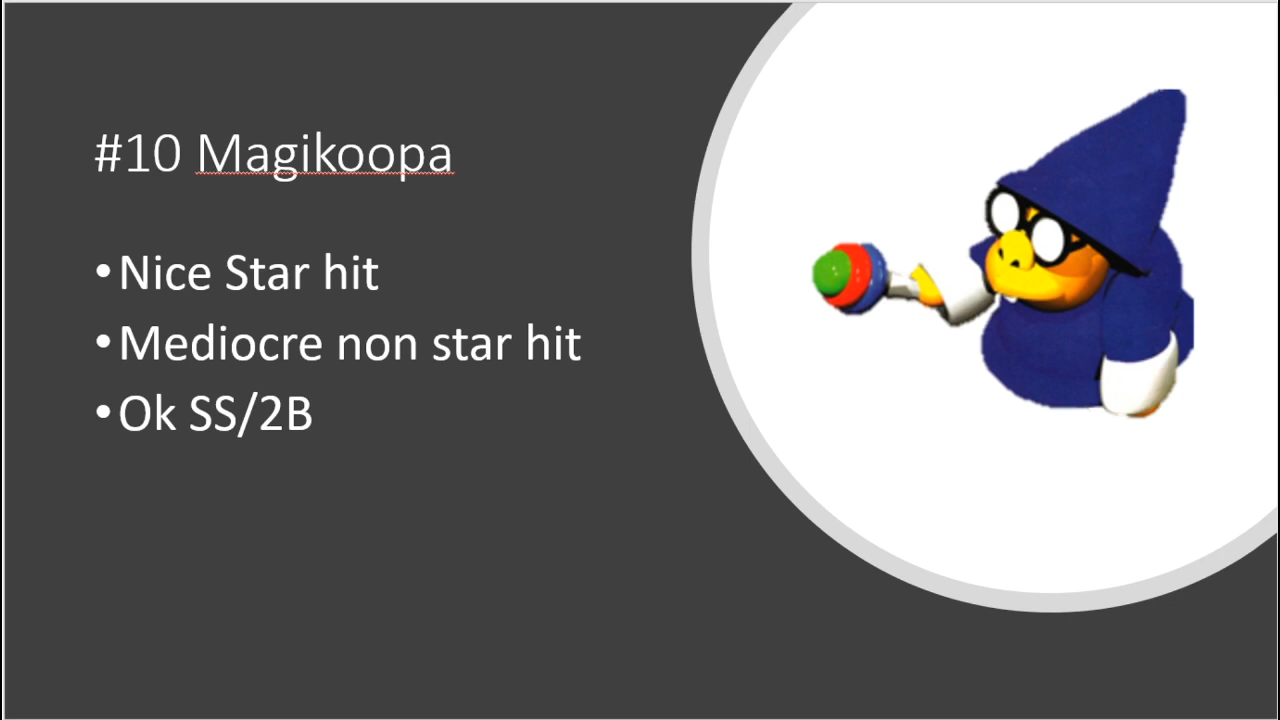 #10 Magikoopa
•Nice Star hit
•Mediocre non star hit
•Ok SS/2B